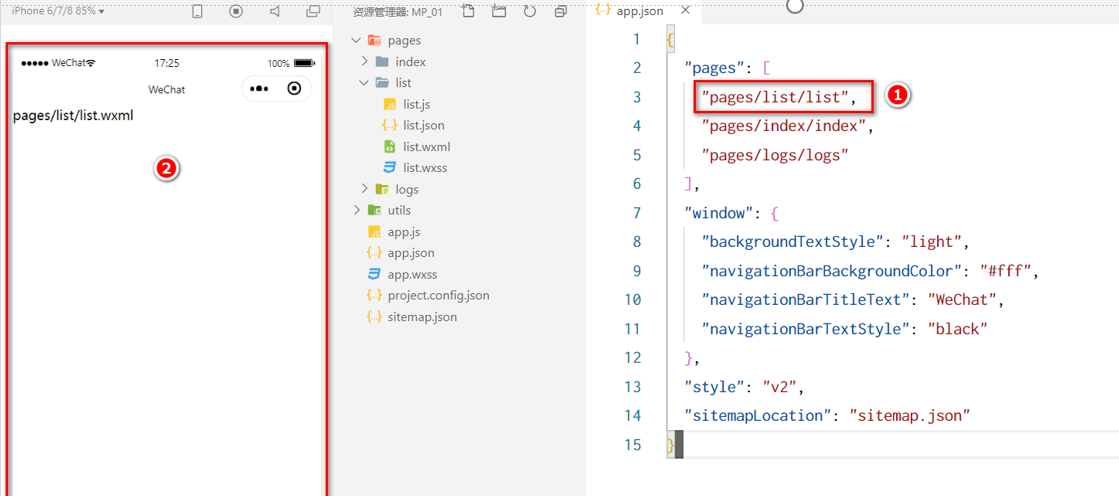 iPhone 6/7/8 85%
WeChat
17:25
100%
WeChat
pages/list/list.wxml
2
资源管理器: MP_01
pages
index
list
list.js
list.json
list.wxml
list.wxss
logs
utils
app.js
app.json
app.wxss
project.config.json
sitemap.json
app.json
1 {
2 "pages": [
3 "pages/list/list",
1
4 "pages/index/index",
5 "pages/logs/logs"
6 ],
7 "window": {
8 "backgroundTextStyle": "light",
9 "navigationBarBackgroundColor": "#fff",
10 "navigationBarTitleText": "WeChat",
11 "navigationBarTextStyle": "black"
12 },
13 "style": "v2",
14 "sitemapLocation": "sitemap.json"
15 }